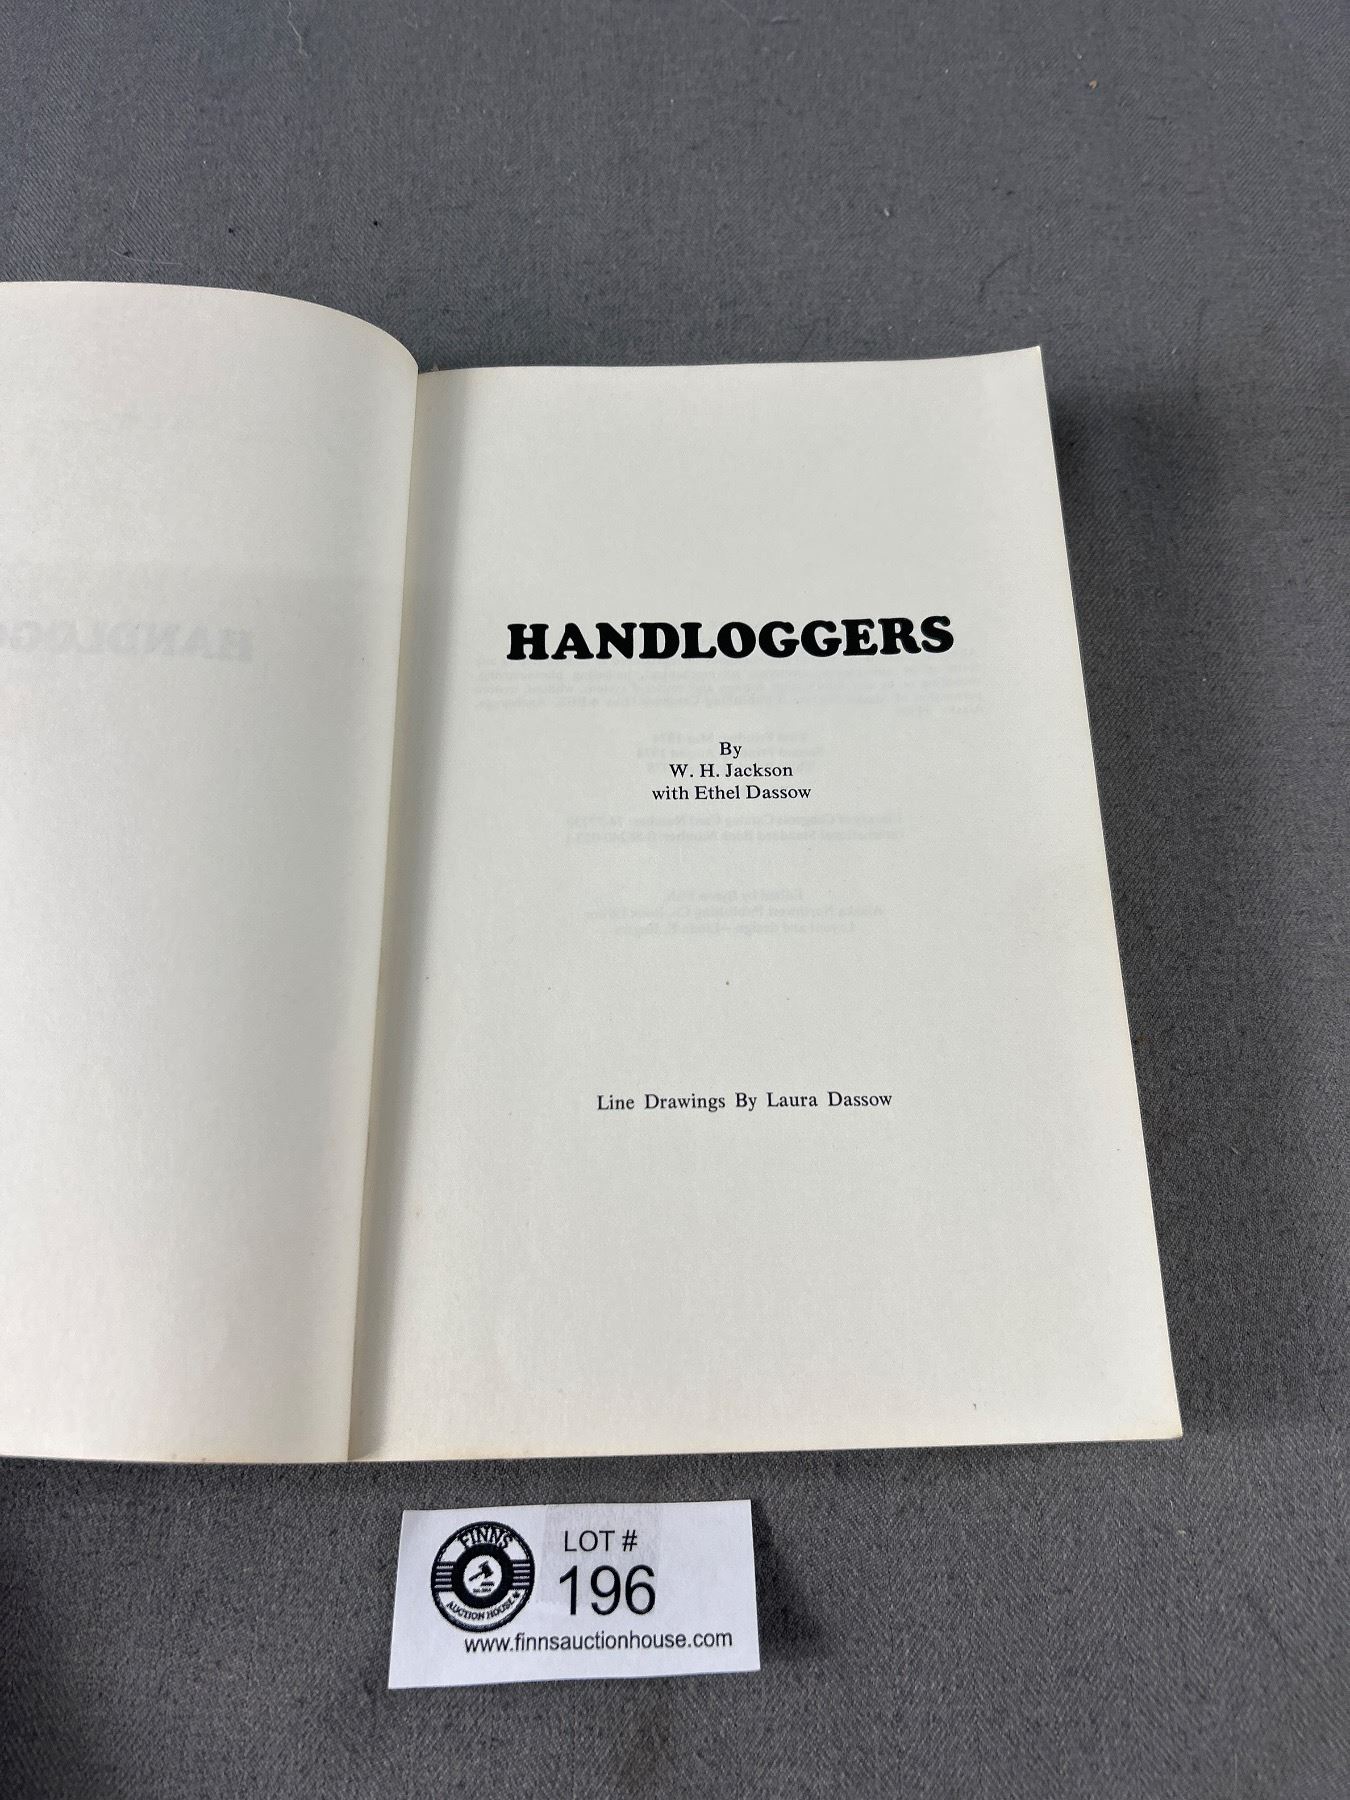 HANDLOGGERS
By
W. H. Jackson
with Ethel Dassow
Line Drawings By Laura Dassow
FINNS
AUCTION HOUSE
LOT #
196
www.finnsauctionhouse.com